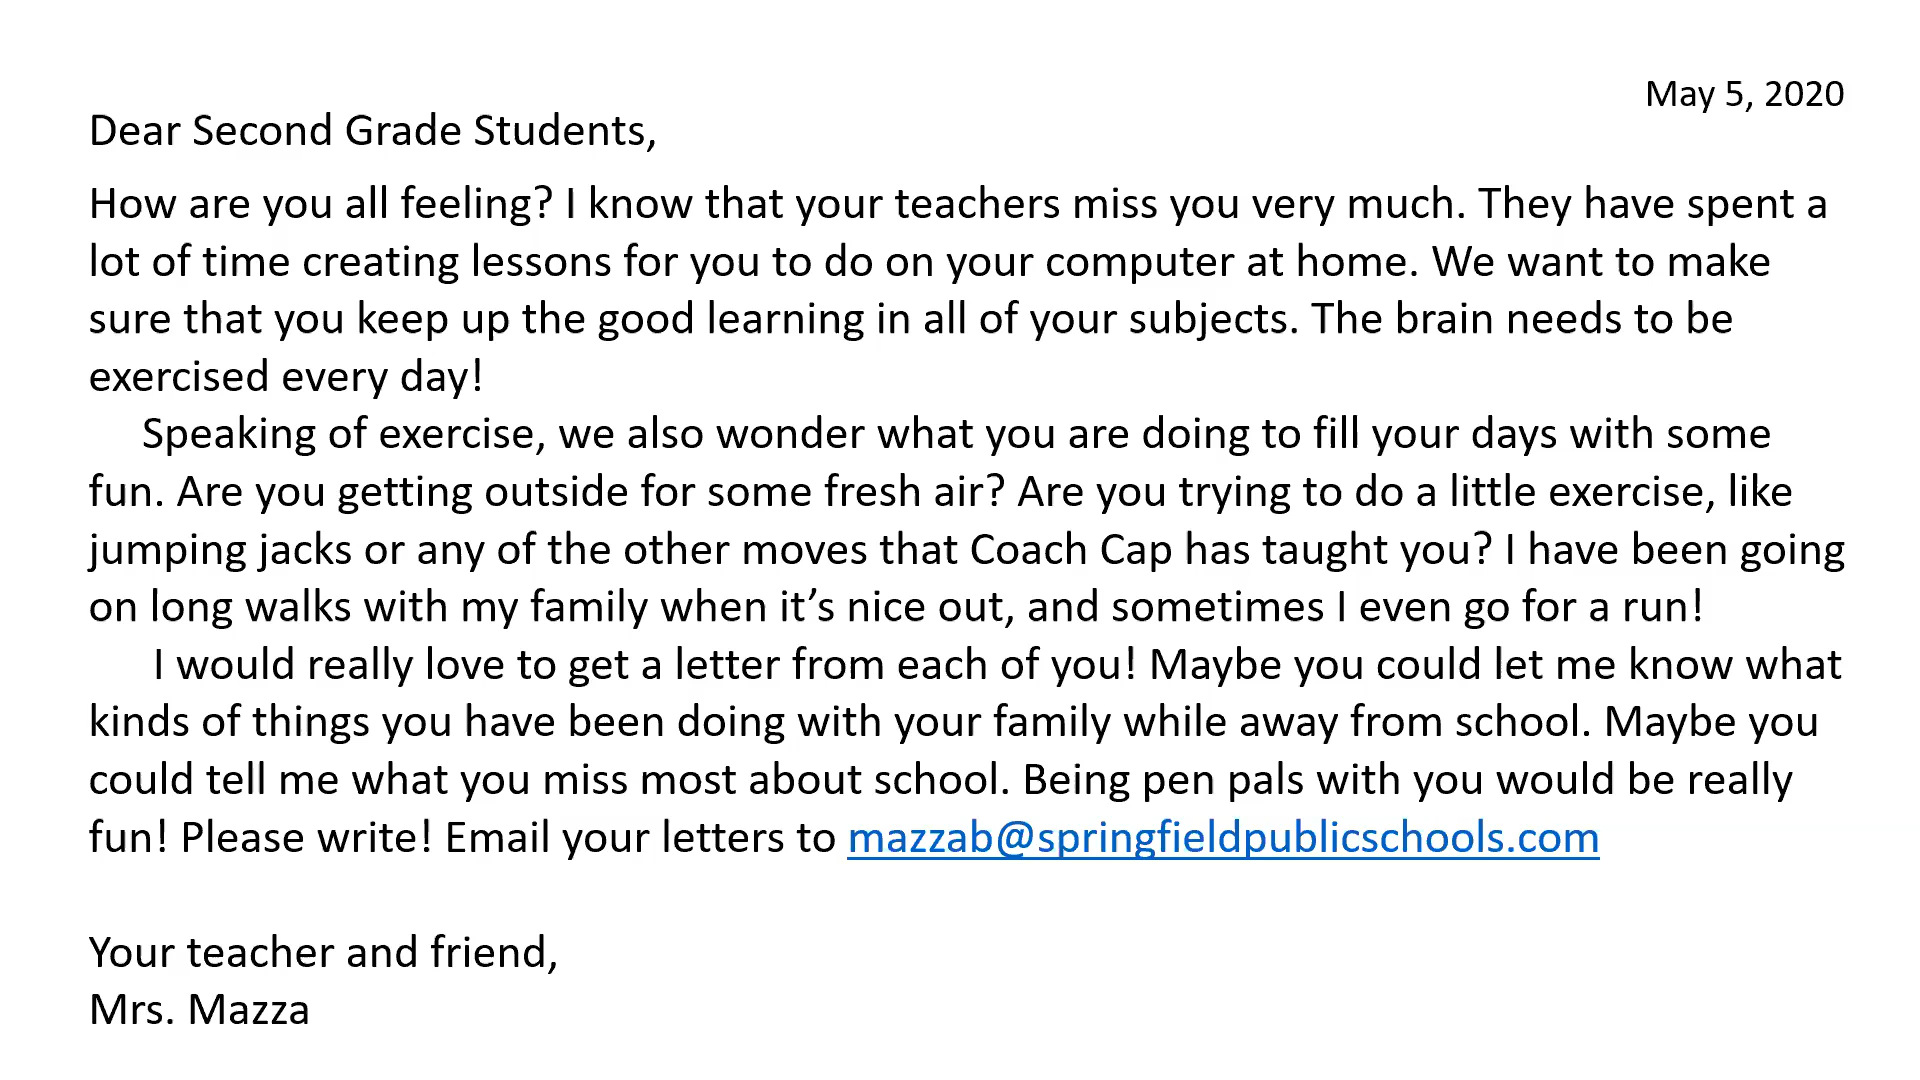 May 5, 2020
Dear Second Grade Students,
How are you all feeling? I know that your teachers miss you very much. They have spent a
lot of time creating lessons for you to do on your computer at home. We want to make
sure that you keep up the good learning in all of your subjects. The brain needs to be
exercised every day!
Speaking of exercise, we also wonder what you are doing to fill your days with some
fun. Are you getting outside for some fresh air? Are you trying to do a little exercise, like
jumping jacks or any of the other moves that Coach Cap has taught you? I have been going
on long walks with my family when it’s nice out, and sometimes I even go for a run!
I would really love to get a letter from each of you! Maybe you could let me know what
kinds of things you have been doing with your family while away from school. Maybe you
could tell me what you miss most about school. Being pen pals with you would be really
fun! Please write! Email your letters to mazzab@springfieldpublicschools.com
Your teacher and friend,
Mrs. Mazza